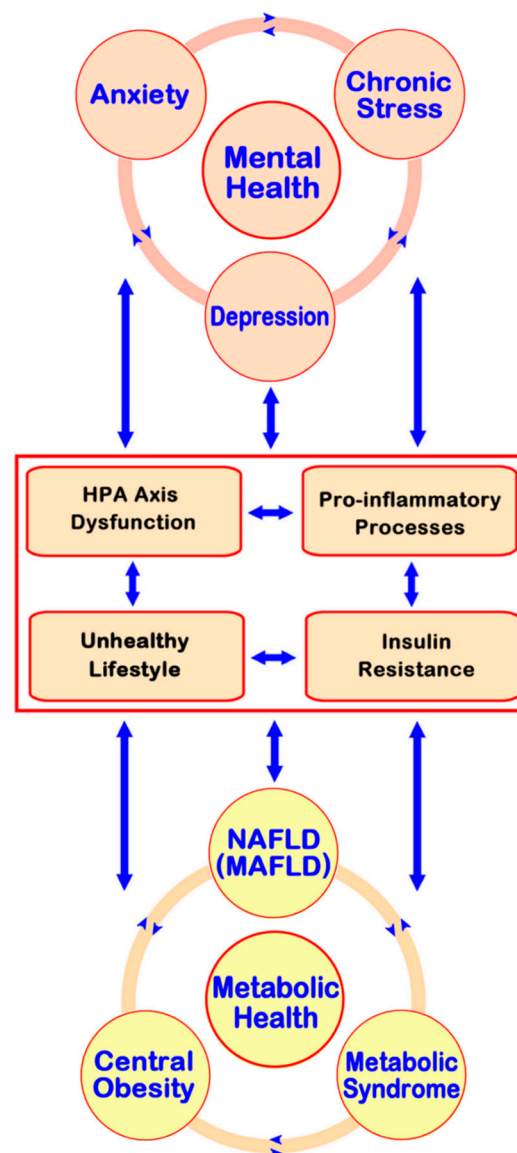 Anxiety
Chronic
Stress
Mental
Health
Depression
HPA Axis
Dysfunction
Pro-inflammatory
Processes
Unhealthy
Lifestyle
Insulin
Resistance
NAFLD
(MAFLD)
Metabolic
Health
Central
Obesity
Metabolic
Syndrome